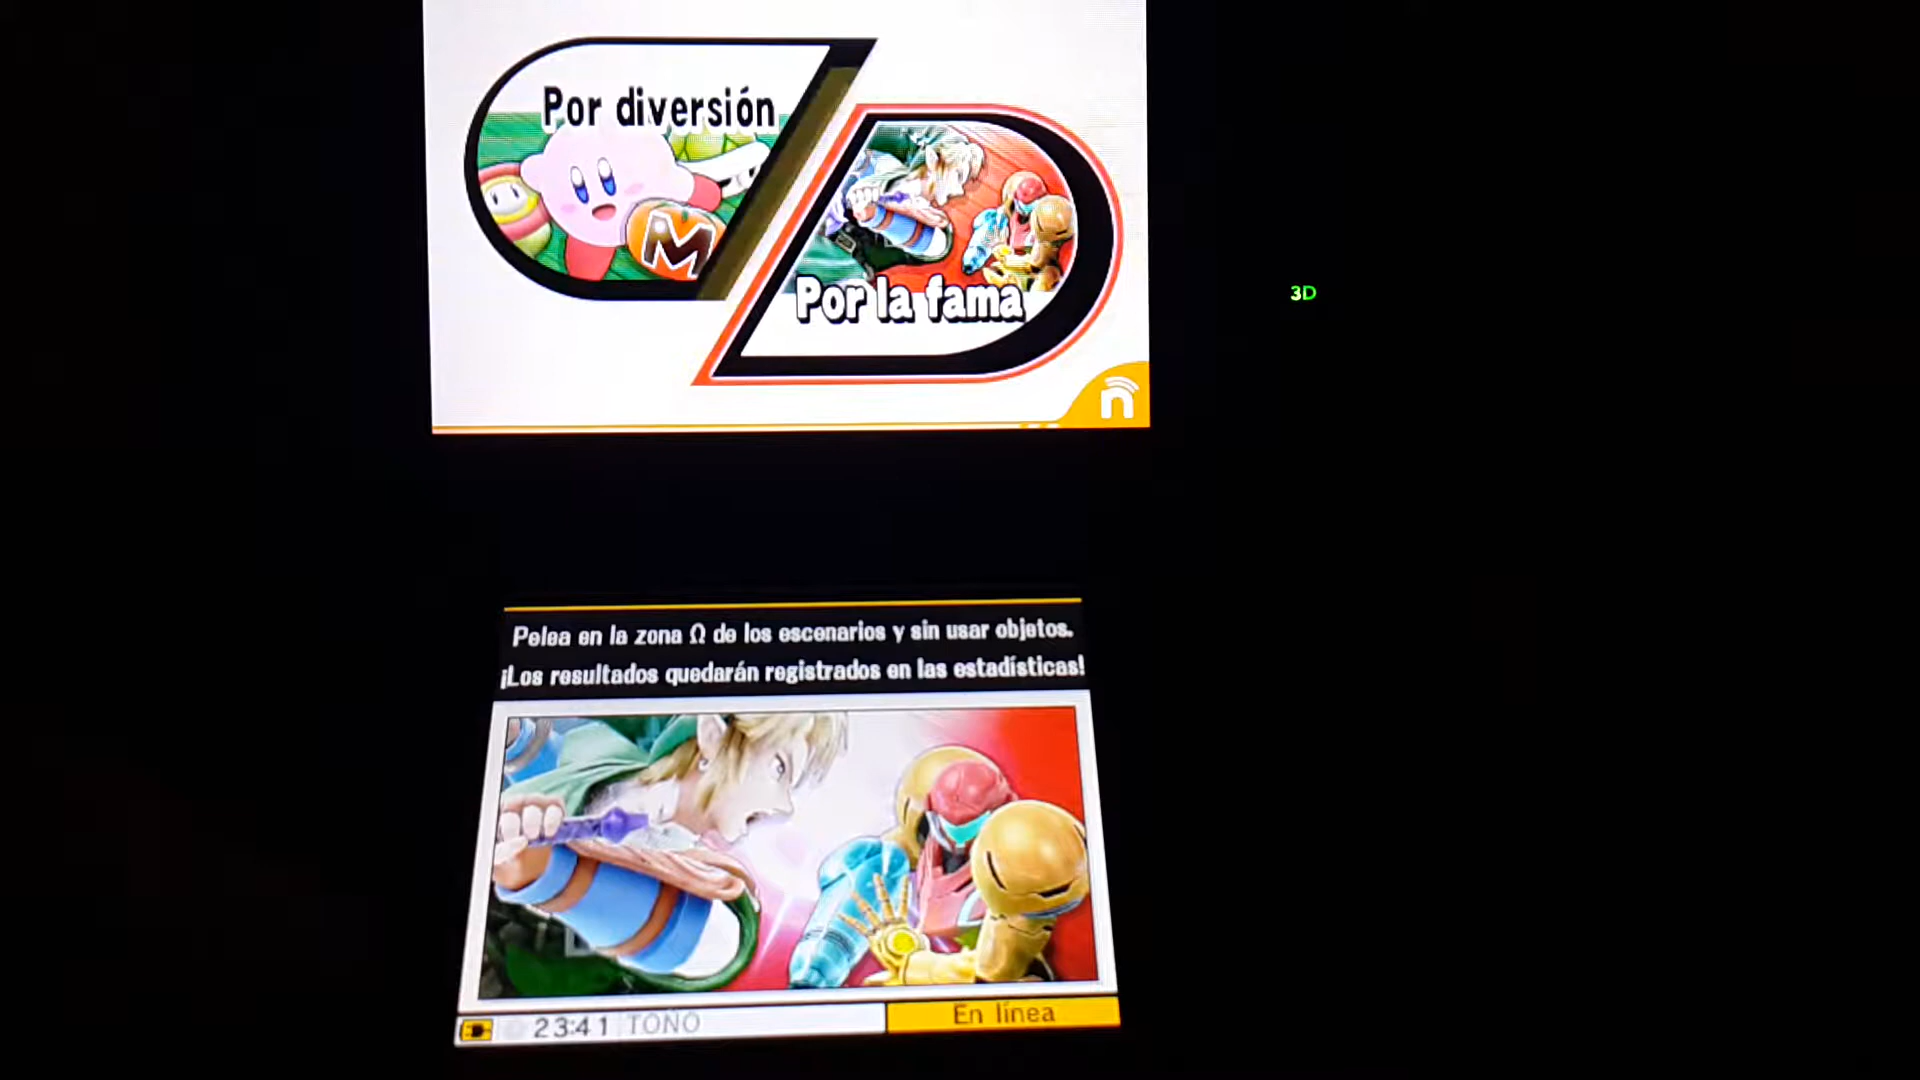 Por diversión
M
Por la fama
n
3D
Pelea en la zona Ω de los escenarios y sin usar objetos.
¡Los resultados quedarán registrados en las estadísticas!
23:41 TOÑO
En línea